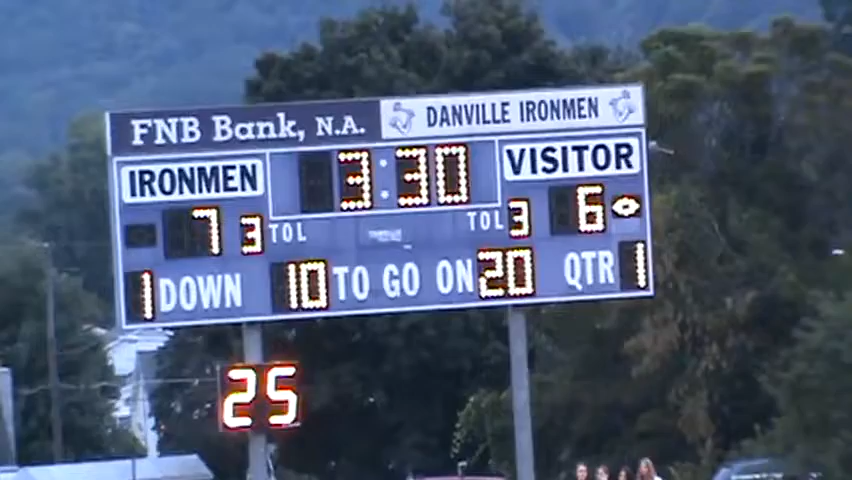 FNB Bank, N.A. DANVILLE IRONMEN
IRONMEN 3:30 VISITOR
7 3 TOL TOL 3 6
1 DOWN 10 TO GO ON 20 QTR 1
25